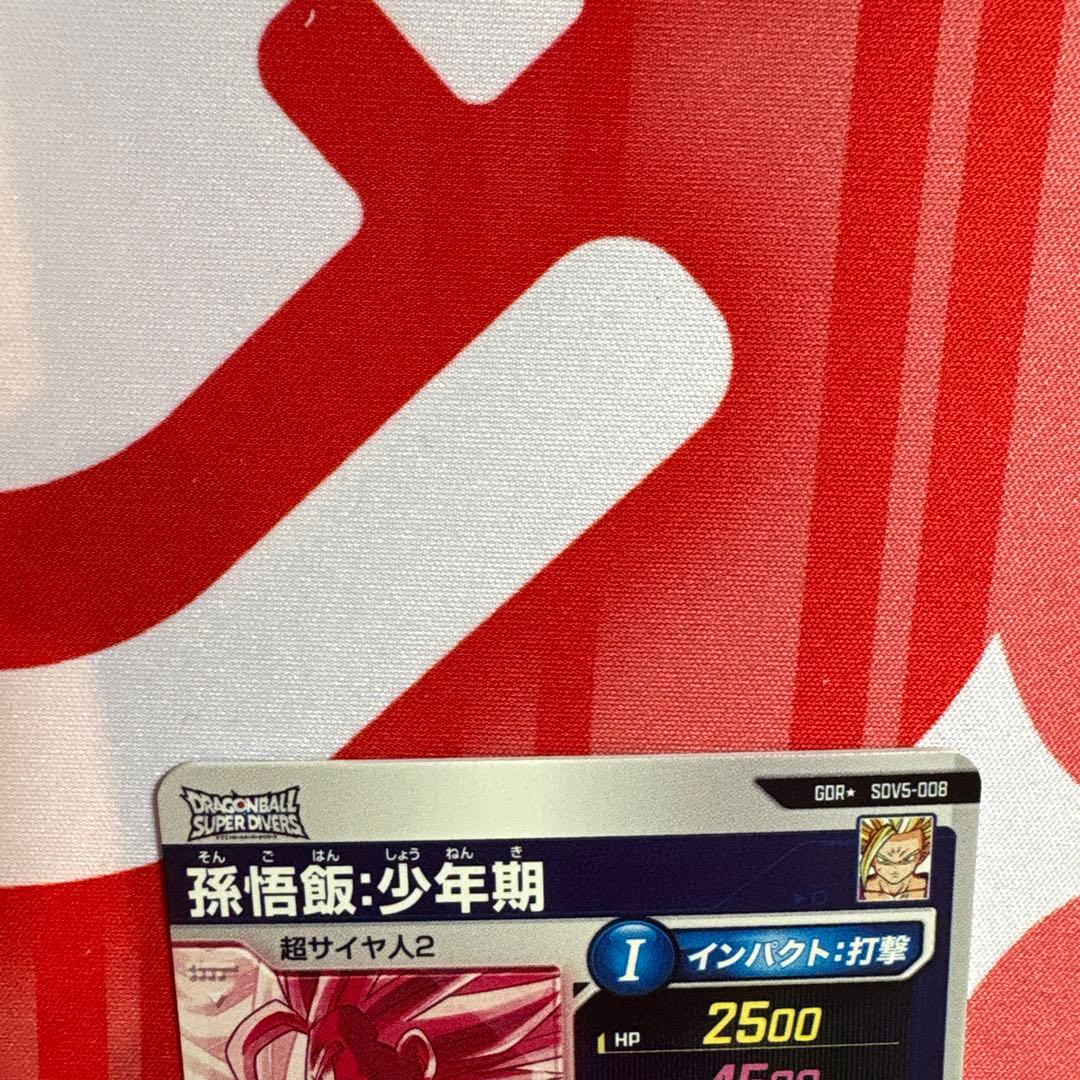 GDR★ SDV5-008
DRAGONBALL
SUPER DIVERS
そん ご はん しょう ねん き
孫悟飯:少年期
超サイヤ人2
I インパクト:打撃
HP 2500